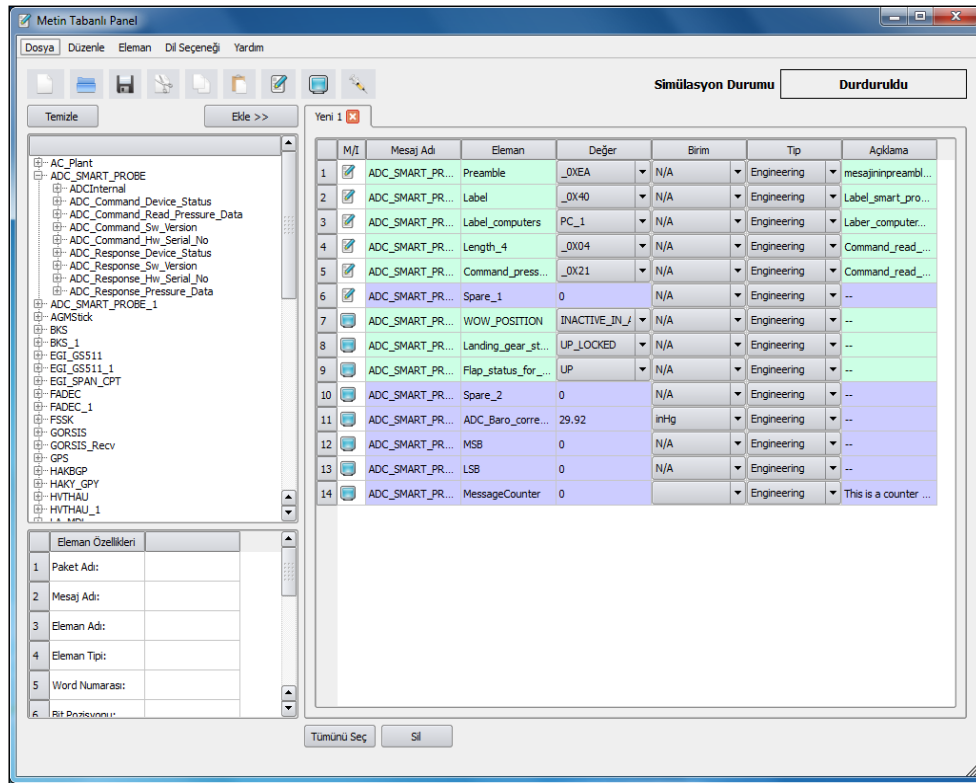 Metin Tabanlı Panel
Dosya Düzenle Eleman Dil Seçeneği Yardım
Simülasyon Durumu Durduruldu
Temizle Ekle >>
AC_Plant
ADC_SMART_PROBE
ADCInternal
ADC_Command_Device_Status
ADC_Command_Read_Pressure_Data
ADC_Command_Sw_Version
ADC_Command_Hw_Serial_No
ADC_Response_Device_Status
ADC_Response_Sw_Version
ADC_Response_Hw_Serial_No
ADC_Response_Pressure_Data
ADC_SMART_PROBE_1
AGMStick
BKS
BKS_1
EGI_GS511
EGI_GS511_1
EGI_SPAN_CPT
FADEC
FADEC_1
FSSK
GORSIS
GORSIS_Recv
GPS
HAKBGP
HAKY_GPY
HVTHAU
HVTHAU_1
Eleman Özellikleri
1 Paket Adı:
2 Mesaj Adı:
3 Eleman Adı:
4 Eleman Tipi:
5 Word Numarası:
6 Bit Pozisyonu:
Yeni 1
M/I Mesaj Adı Eleman Değer Birim Tip Açıklama
1 ADC_SMART_PR... Preamble _0XEA N/A Engineering mesajininpreambl...
2 ADC_SMART_PR... Label _0X40 N/A Engineering Label_smart_pro...
3 ADC_SMART_PR... Label_computers PC_1 N/A Engineering Laber_computer...
4 ADC_SMART_PR... Length_4 _0X04 N/A Engineering Command_read_...
5 ADC_SMART_PR... Command_press... _0X21 N/A Engineering Command_read_...
6 ADC_SMART_PR... Spare_1 0 N/A Engineering --
7 ADC_SMART_PR... WOW_POSITION INACTIVE_IN_A N/A Engineering --
8 ADC_SMART_PR... Landing_gear_st... UP_LOCKED N/A Engineering --
9 ADC_SMART_PR... Flap_status_for_... UP N/A Engineering --
10 ADC_SMART_PR... Spare_2 0 N/A Engineering --
11 ADC_SMART_PR... ADC_Baro_corre... 29.92 inHg Engineering --
12 ADC_SMART_PR... MSB 0 N/A Engineering --
13 ADC_SMART_PR... LSB 0 N/A Engineering --
14 ADC_SMART_PR... MessageCounter 0 Engineering This is a counter ...
Tümünü Seç Sil